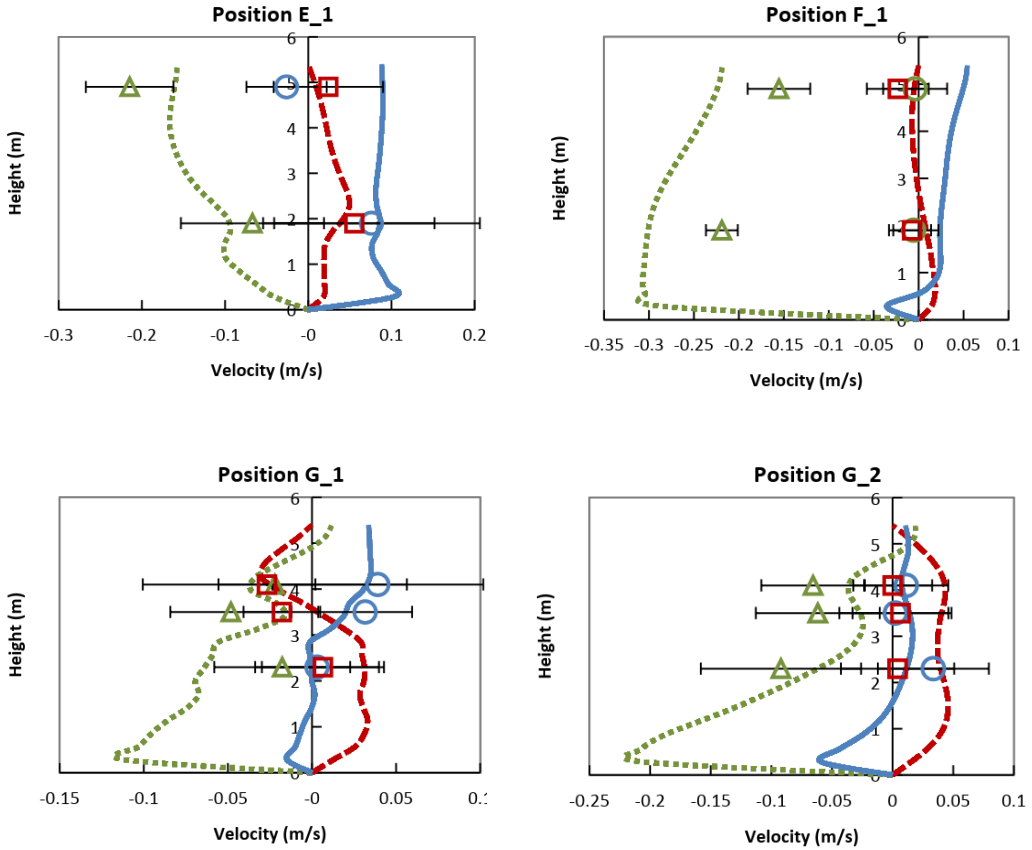 Position E_1
6
5
4
3
2
1
0
-0.3 -0.2 -0.1 0 0.1 0.2
Height (m)
Velocity (m/s)
Position F_1
6
5
4
3
2
1
0
-0.35 -0.3 -0.25 -0.2 -0.15 -0.1 -0.05 0 0.05 0.1
Height (m)
Velocity (m/s)
Position G_1
6
5
4
3
2
1
0
-0.15 -0.1 -0.05 -0 0.05
Height (m)
Velocity (m/s)
Position G_2
6
5
4
3
2
1
0
-0.25 -0.2 -0.15 -0.1 -0.05 0 0.05 0.1
Height (m)
Velocity (m/s)